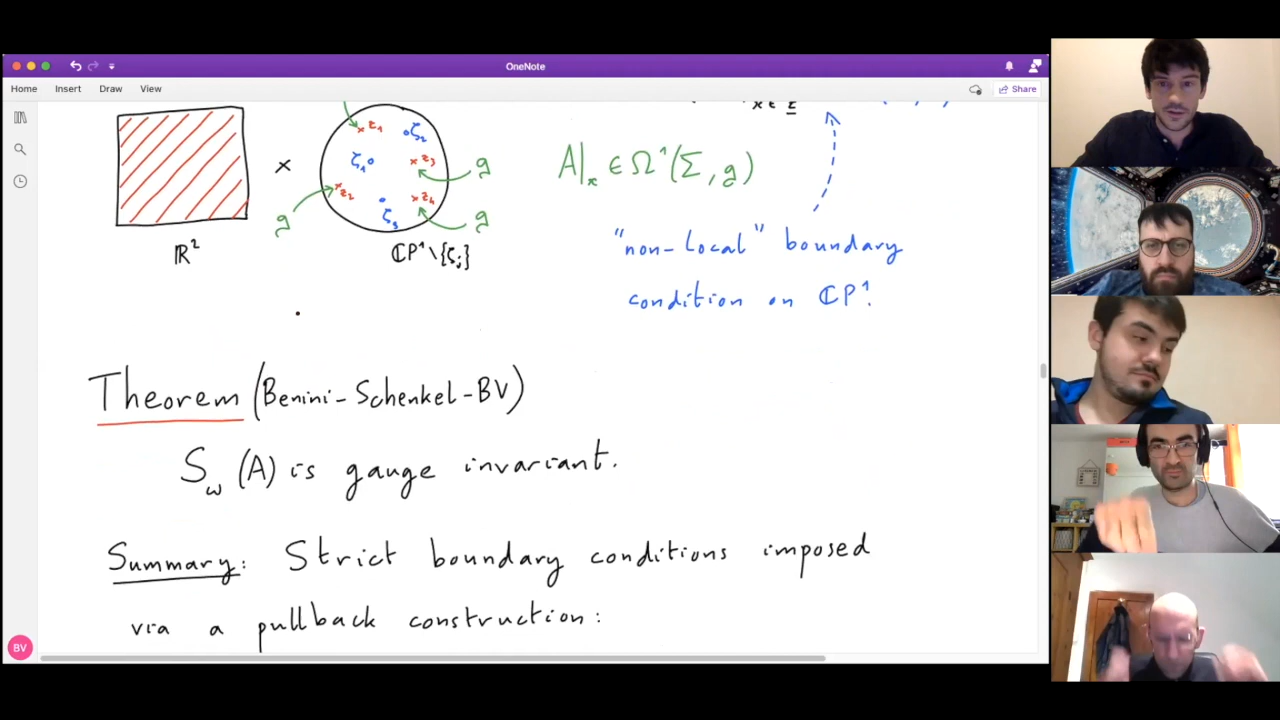 OneNote
Home Insert Draw View Share
z₁ ζ₂
ζ₁ z₃
× g
z₂ ζ₃ z₄
g g
ℝ² ℂP¹\{ζⱼ}
A|ₓ ∈ Ω¹(Σ, g)
"non-local" boundary
condition on ℂP¹.
Theorem (Benini-Schenkel-BV)
S_ω(A) is gauge invariant.
Summary: Strict boundary conditions imposed
via a pullback construction:
BV